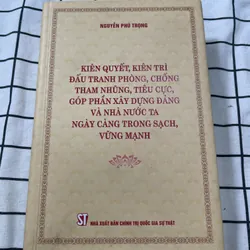 NGUYỄN PHÚ TRỌNG
KIÊN QUYẾT, KIÊN TRÌ
ĐẤU TRANH PHÒNG, CHỐNG
THAM NHŨNG, TIÊU CỰC,
GÓP PHẦN XÂY DỰNG ĐẢNG
VÀ NHÀ NƯỚC TA
NGÀY CÀNG TRONG SẠCH,
VỮNG MẠNH
ST NHÀ XUẤT BẢN CHÍNH TRỊ QUỐC GIA SỰ THẬT